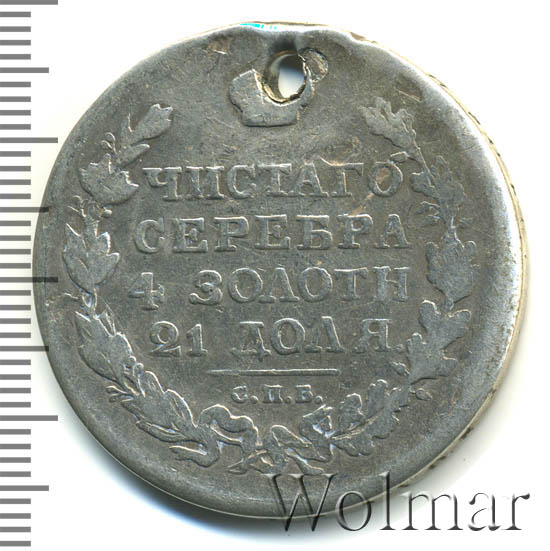 ЧИСТАГО
СЕРЕБРА
4 ЗОЛОТН
21 ДОЛЯ.
С.П.Б.
Wolmar